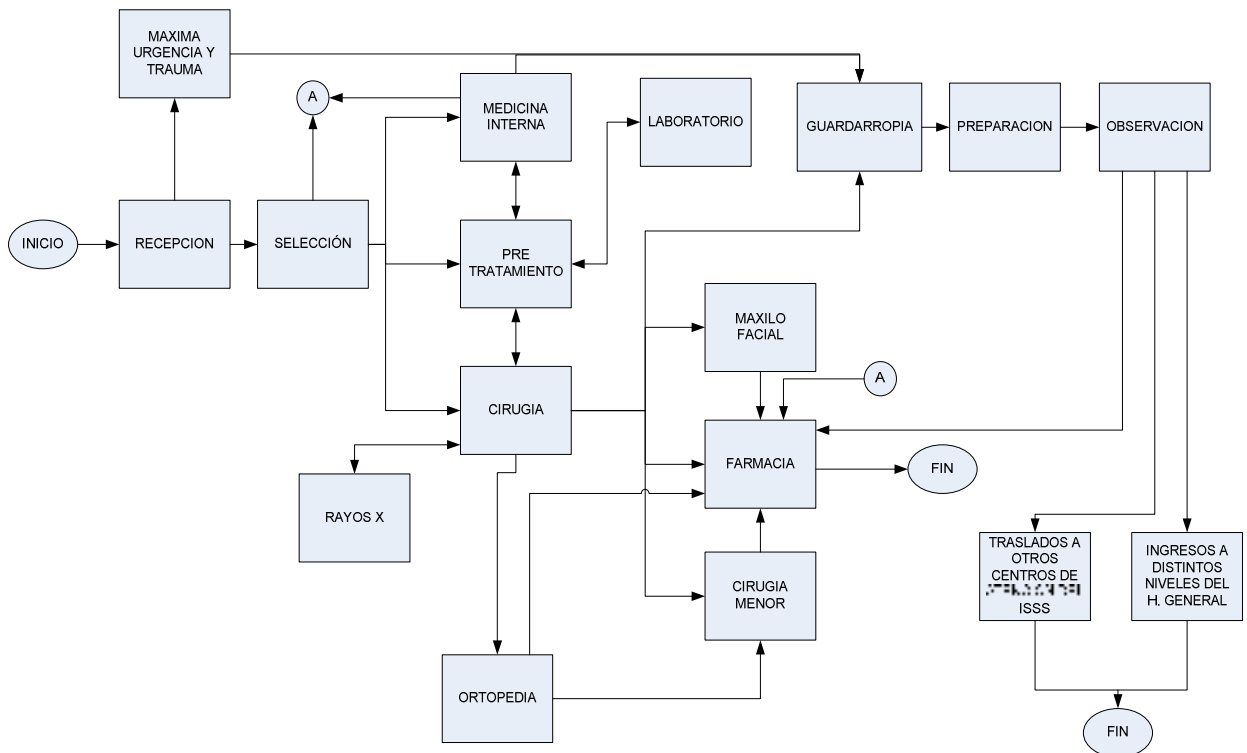 MAXIMA
URGENCIA Y
TRAUMA
A
MEDICINA
INTERNA
LABORATORIO
GUARDARROPIA
PREPARACION
OBSERVACION
INICIO
RECEPCION
SELECCIÓN
PRE
TRATAMIENTO
MAXILO
FACIAL
A
CIRUGIA
FARMACIA
FIN
RAYOS X
TRASLADOS A
OTROS
CENTROS DE
ISSS
INGRESOS A
DISTINTOS
NIVELES DEL
H. GENERAL
CIRUGIA
MENOR
ORTOPEDIA
FIN